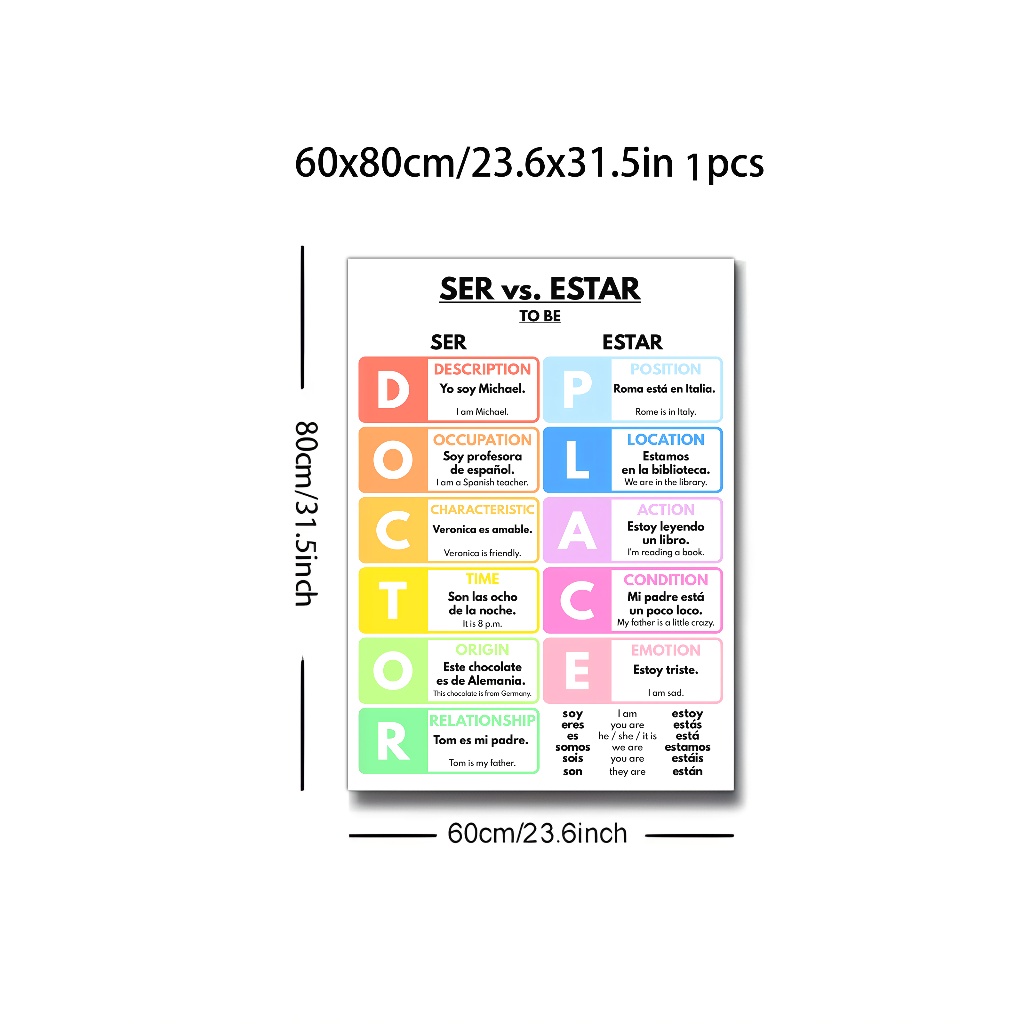 60x80cm/23.6x31.5in 1pcs
80cm/31.5inch
SER vs. ESTAR
TO BE
SER
D
DESCRIPTION
Yo soy Michael.
I am Michael.
O
OCCUPATION
Soy profesora
de español.
I am a Spanish teacher.
C
CHARACTERISTIC
Veronica es amable.
Veronica is friendly.
T
TIME
Son las ocho
de la noche.
It is 8 p.m.
O
ORIGIN
Este chocolate
es de Alemania.
This chocolate is from Germany.
R
RELATIONSHIP
Tom es mi padre.
Tom is my father.
ESTAR
P
POSITION
Roma está en Italia.
Rome is in Italy.
L
LOCATION
Estamos
en la biblioteca.
We are in the library.
A
ACTION
Estoy leyendo
un libro.
I'm reading a book.
C
CONDITION
Mi padre está
un poco loco.
My father is a little crazy.
E
EMOTION
Estoy triste.
I am sad.
soy I am estoy
eres you are estás
es he / she / it is está
somos we are estamos
sois you are estáis
son they are están
60cm/23.6inch